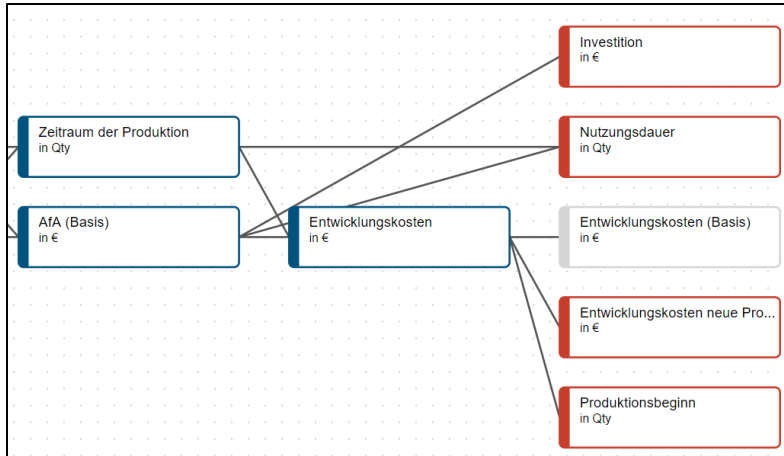 Investition
in €
Zeitraum der Produktion
in Qty
Nutzungsdauer
in Qty
AfA (Basis)
in €
Entwicklungskosten
in €
Entwicklungskosten (Basis)
in €
Entwicklungskosten neue Pro...
in €
Produktionsbeginn
in Qty